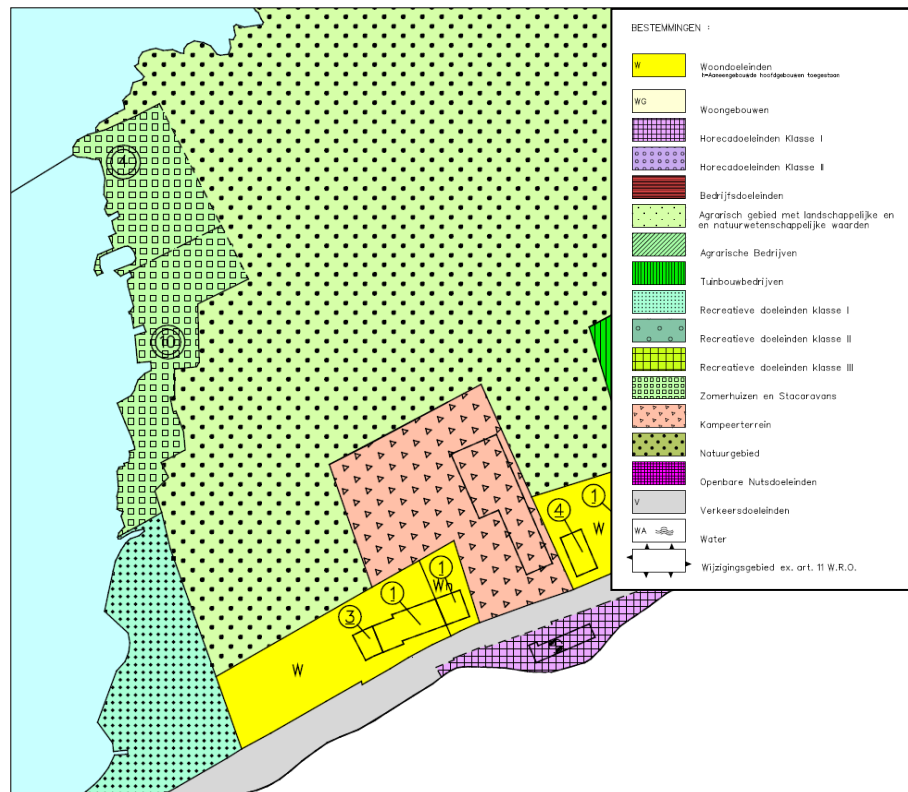 BESTEMMINGEN :
W
Woondoeleinden
h=Aaneengebouwde hoofdgebouwen toegestaan
WG
Woongebouwen
Horecadoeleinden Klasse I
Horecadoeleinden Klasse II
Bedrijfsdoeleinden
Agrarisch gebied met landschappelijke en
en natuurwetenschappelijke waarden
Agrarische Bedrijven
Tuinbouwbedrijven
Recreatieve doeleinden klasse I
Recreatieve doeleinden klasse II
Recreatieve doeleinden klasse III
Zomerhuizen en Stacaravans
Kampeerterrein
Natuurgebied
Openbare Nutsdoeleinden
V
Verkeersdoeleinden
WA
Water
Wijzigingsgebied ex. art. 11 W.R.O.
4
10
1
4
W
1
Wh
1
3
W